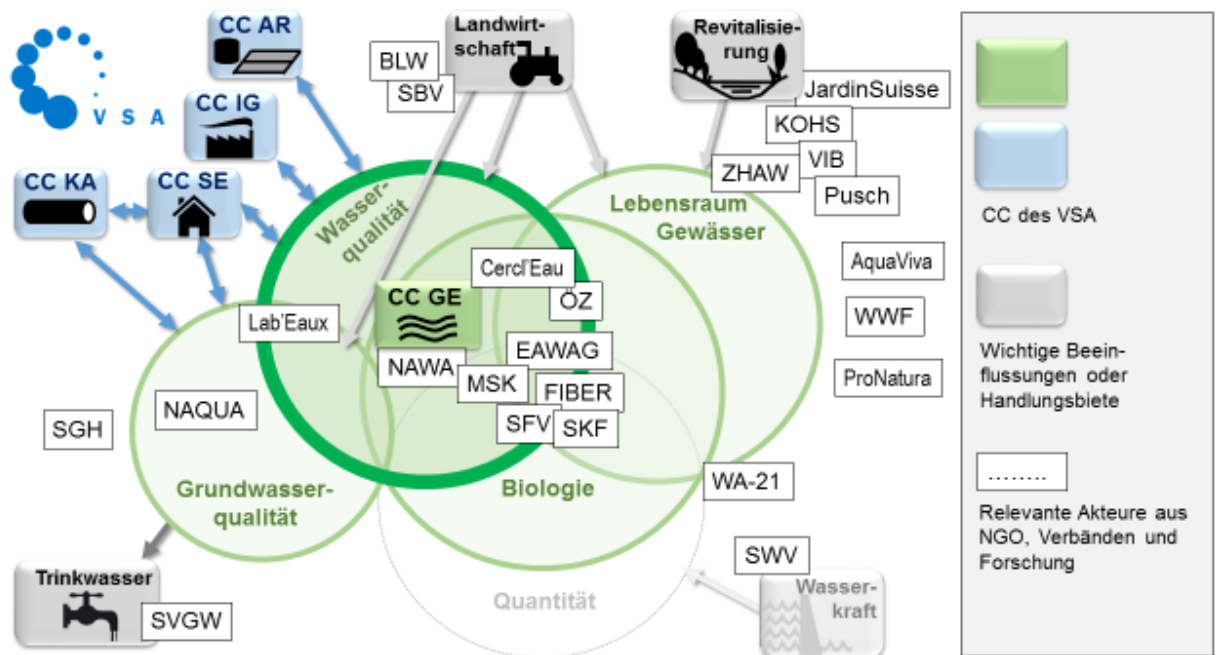 VSA
CC AR
CC IG
CC KA
CC SE
BLW
SBV
Landwirt-
schaft
Revitalisie-
rung
JardinSuisse
KOHS
VIB
ZHAW
Pusch
Wasser-
qualität
Lebensraum
Gewässer
Cercl'Eau
ÖZ
CC GE
Lab'Eaux
EAWAG
NAWA
MSK
FIBER
SFV
SKF
AquaViva
WWF
ProNatura
SGH
NAQUA
Grundwasser-
qualität
Biologie
WA-21
Quantität
SWV
Wasser-
kraft
Trinkwasser
SVGW
CC des VSA
Wichtige Beein-
flussungen oder
Handlungsbiete
........
Relevante Akteure aus
NGO, Verbänden und
Forschung